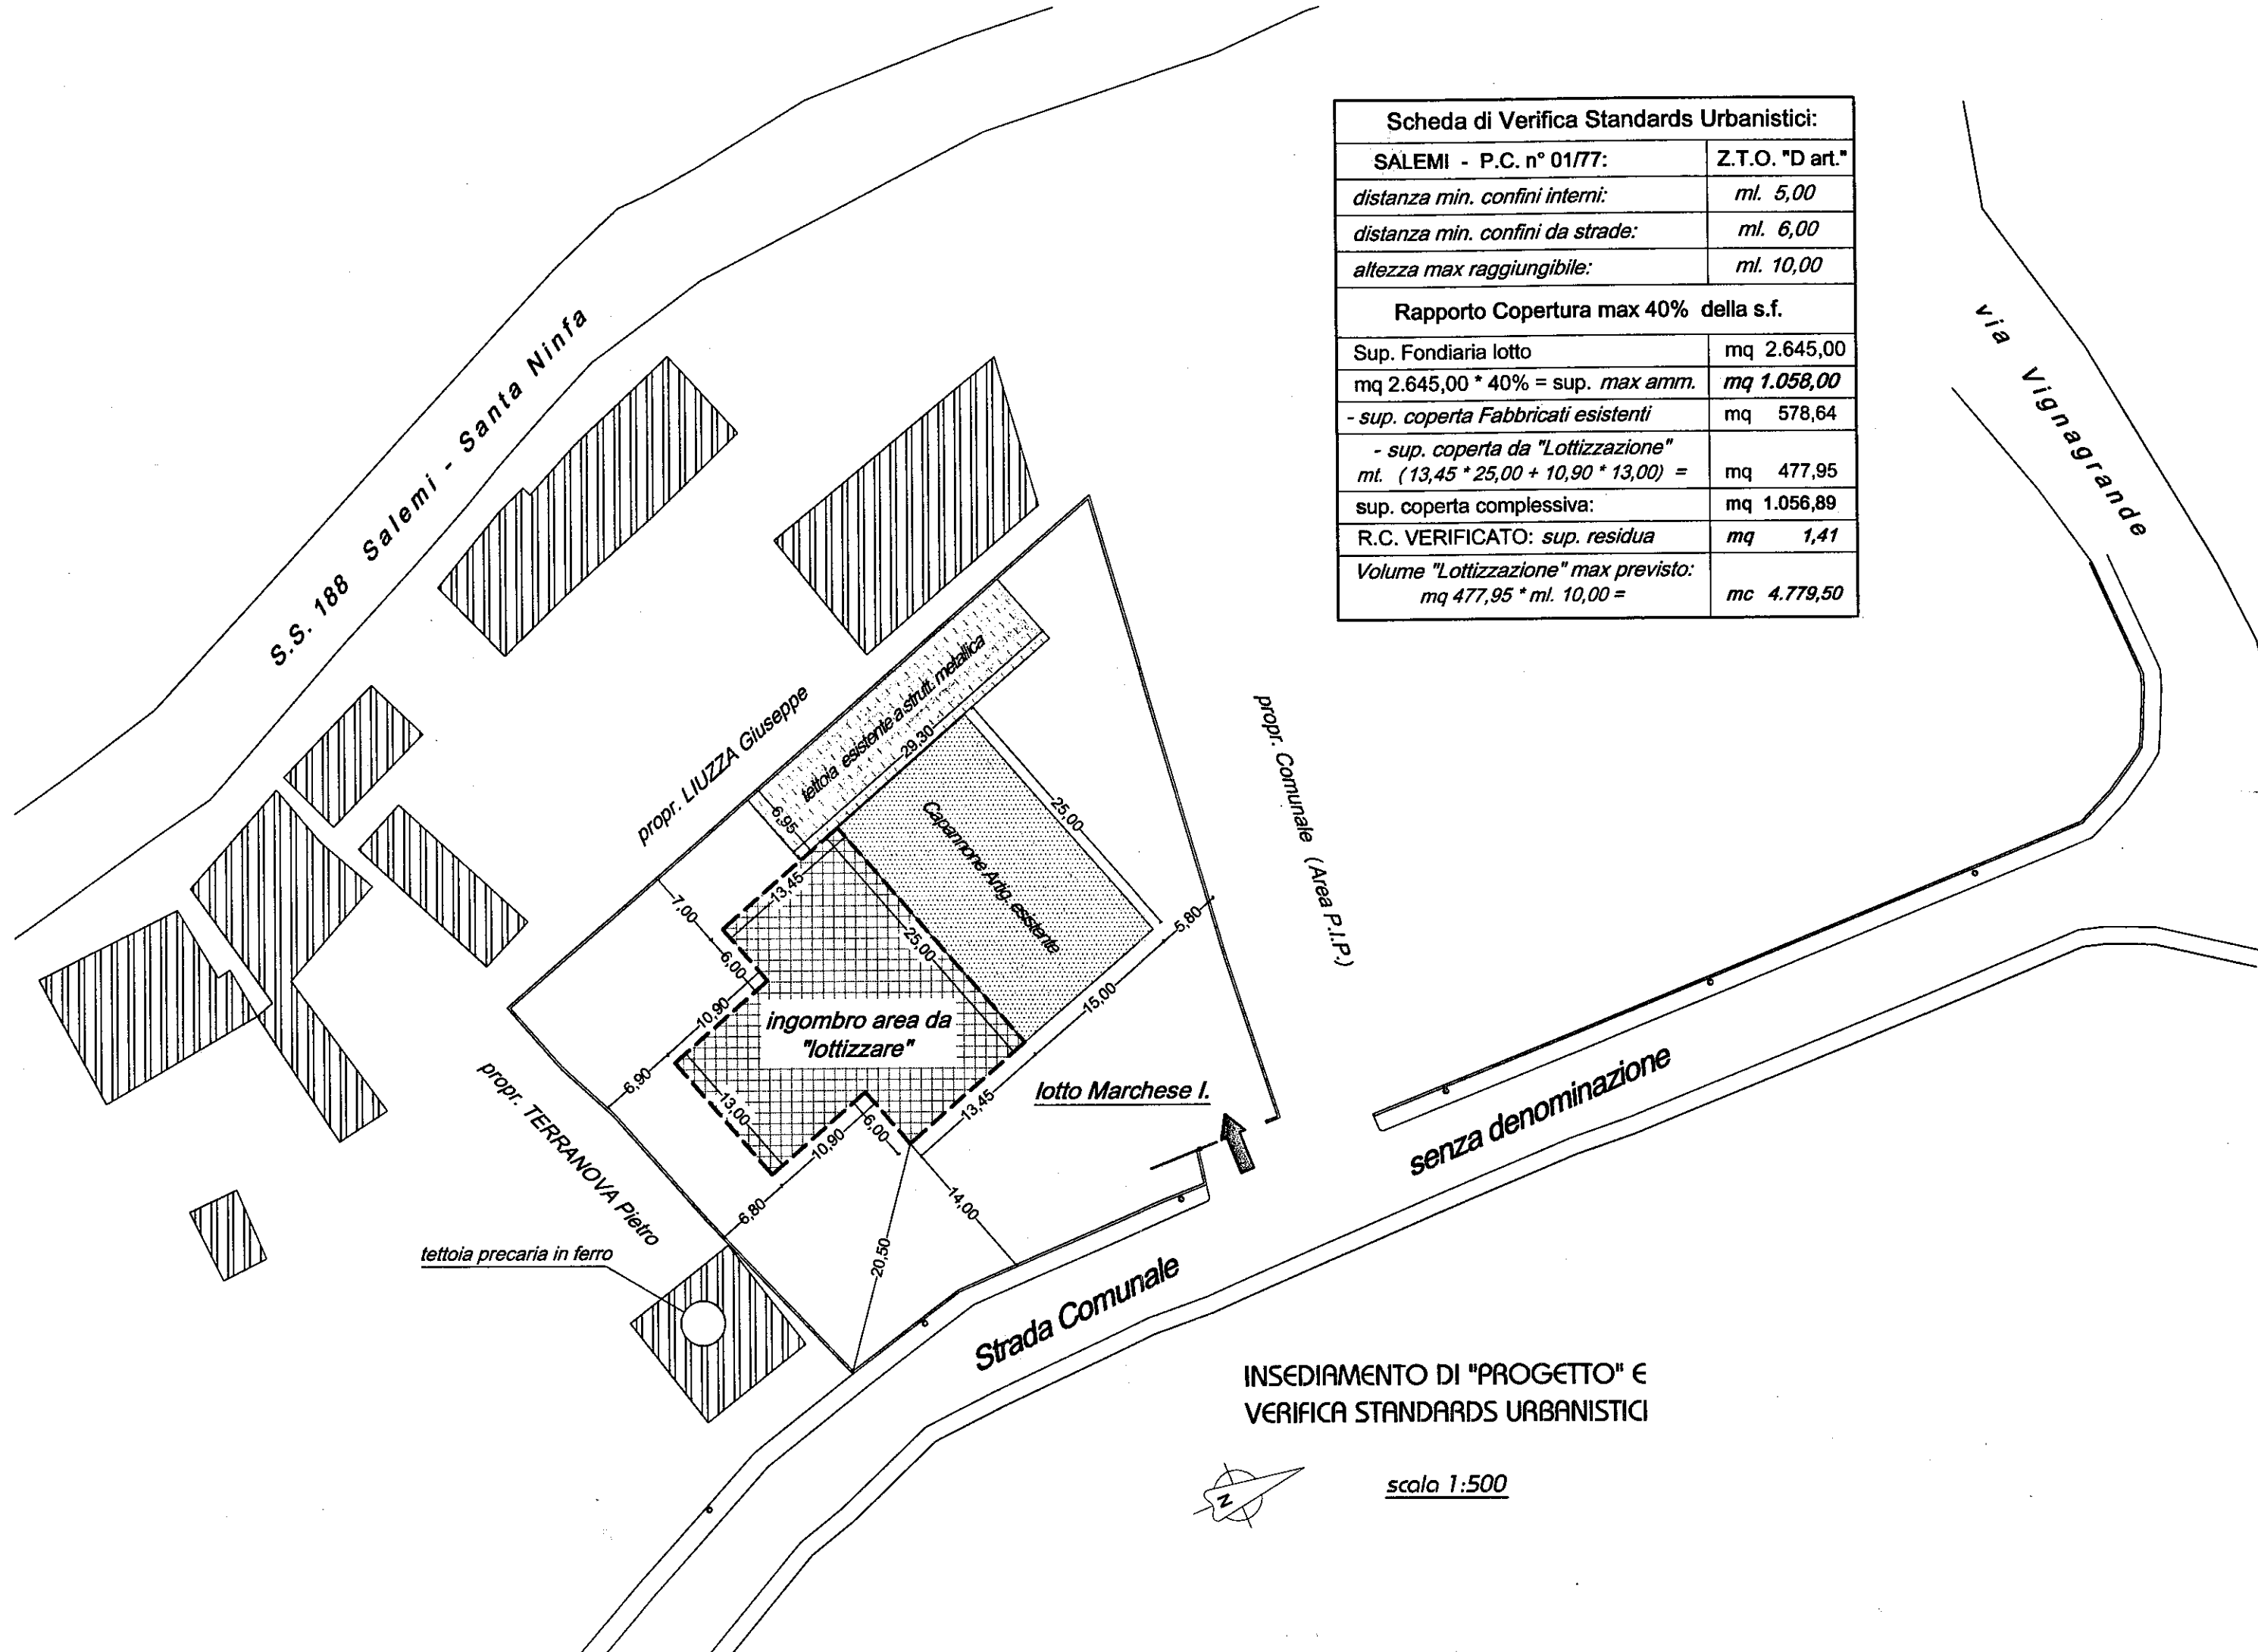 Scheda di Verifica Standards Urbanistici:
SALEMI - P.C. n° 01/77: Z.T.O. "D art."
distanza min. confini interni: ml. 5,00
distanza min. confini da strade: ml. 6,00
altezza max raggiungibile: ml. 10,00
Rapporto Copertura max 40% della s.f.
Sup. Fondiaria lotto mq 2.645,00
mq 2.645,00 * 40% = sup. max amm. mq 1.058,00
- sup. coperta Fabbricati esistenti mq 578,64
- sup. coperta da "Lottizzazione"
mt. (13,45 * 25,00 + 10,90 * 13,00) = mq 477,95
sup. coperta complessiva: mq 1.056,89
R.C. VERIFICATO: sup. residua mq 1,41
Volume "Lottizzazione" max previsto:
mq 477,95 * ml. 10,00 = mc 4.779,50
via Vignagrande
S.S. 188 Salemi - Santa Ninfa
propr. LIUZZA Giuseppe
tettoia esistente a strutt. metallica
29,30
6,95
propr. Comunale (Area P.I.P.)
Capannone Artig. esistente
25,00
13,45
25,00
7,00
6,00
5,80
15,00
10,90
ingombro area da
"lottizzare"
6,90
13,00
10,90
6,00
13,45
lotto Marchese I.
propr. TERRANOVA Pietro
6,80
14,00
20,50
tettoia precaria in ferro
Strada Comunale
senza denominazione
INSEDIAMENTO DI "PROGETTO" E
VERIFICA STANDARDS URBANISTICI
N
scala 1:500